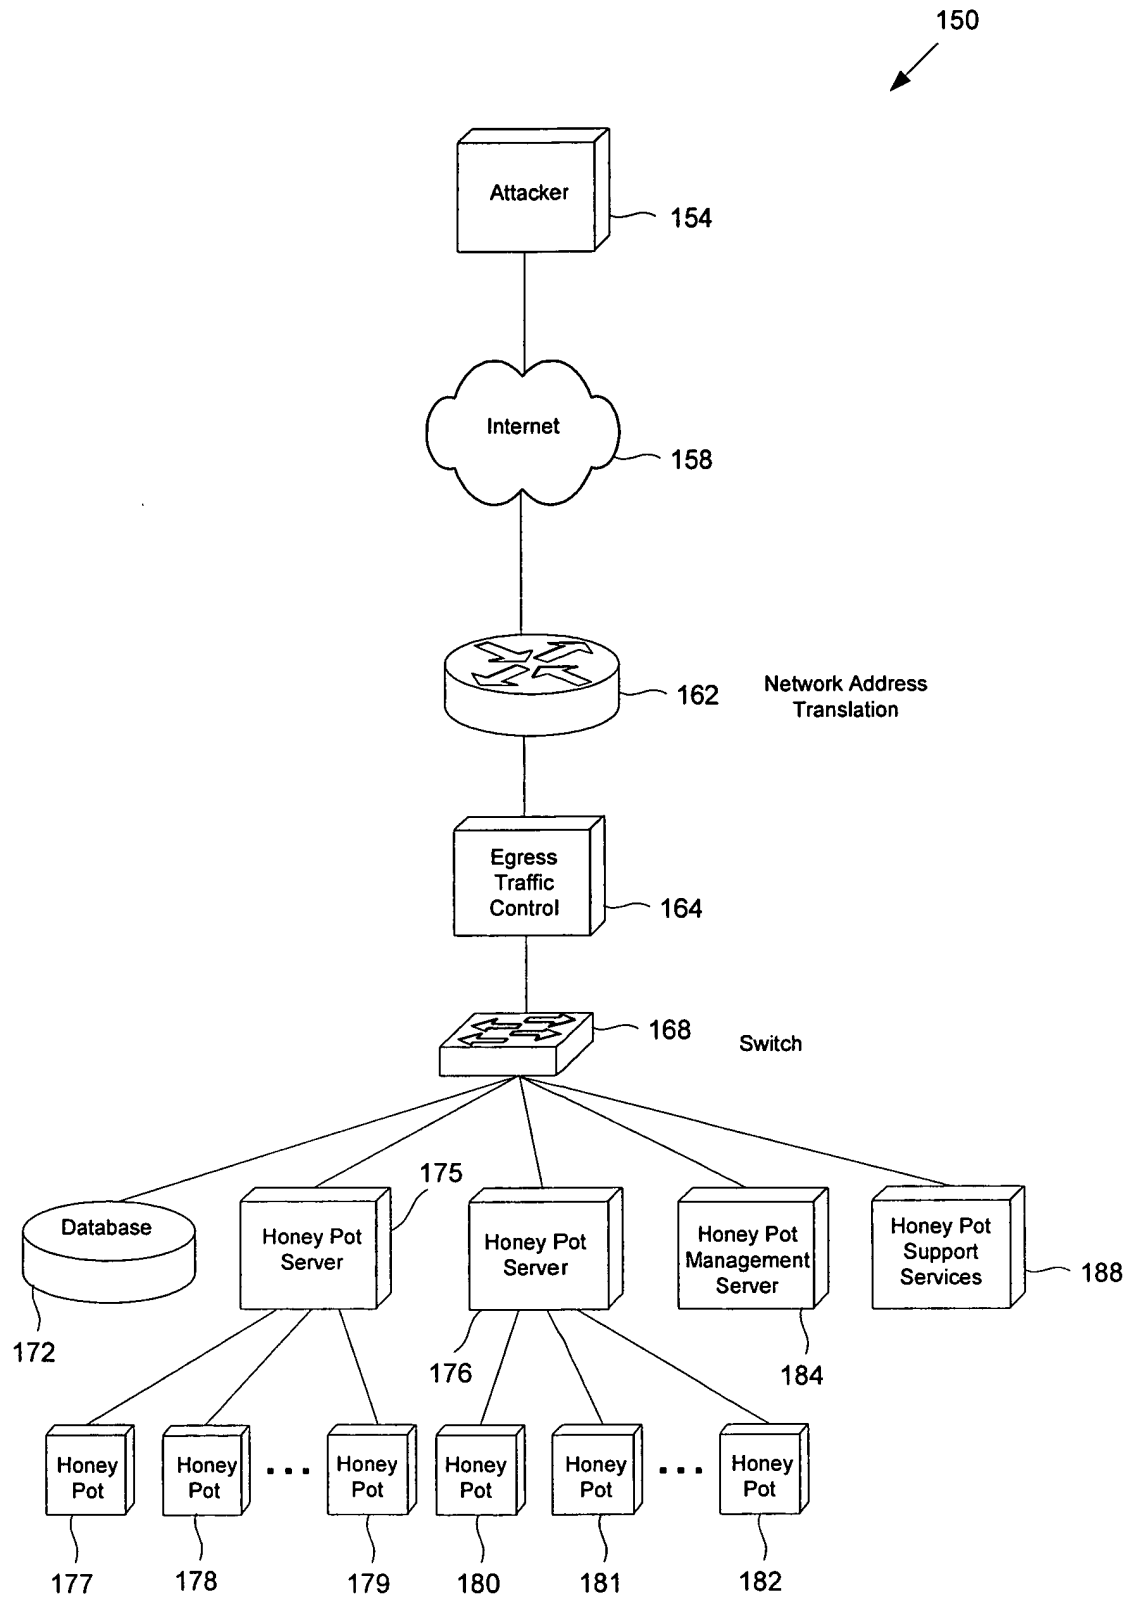 150
Attacker
154
Internet
158
162
Network Address
Translation
Egress
Traffic
Control
164
168
Switch
175
Database
Honey Pot
Server
Honey Pot
Server
Honey Pot
Management
Server
Honey Pot
Support
Services
188
172
176
184
Honey
Pot
Honey
Pot
...
Honey
Pot
Honey
Pot
Honey
Pot
...
Honey
Pot
177
178
179
180
181
182